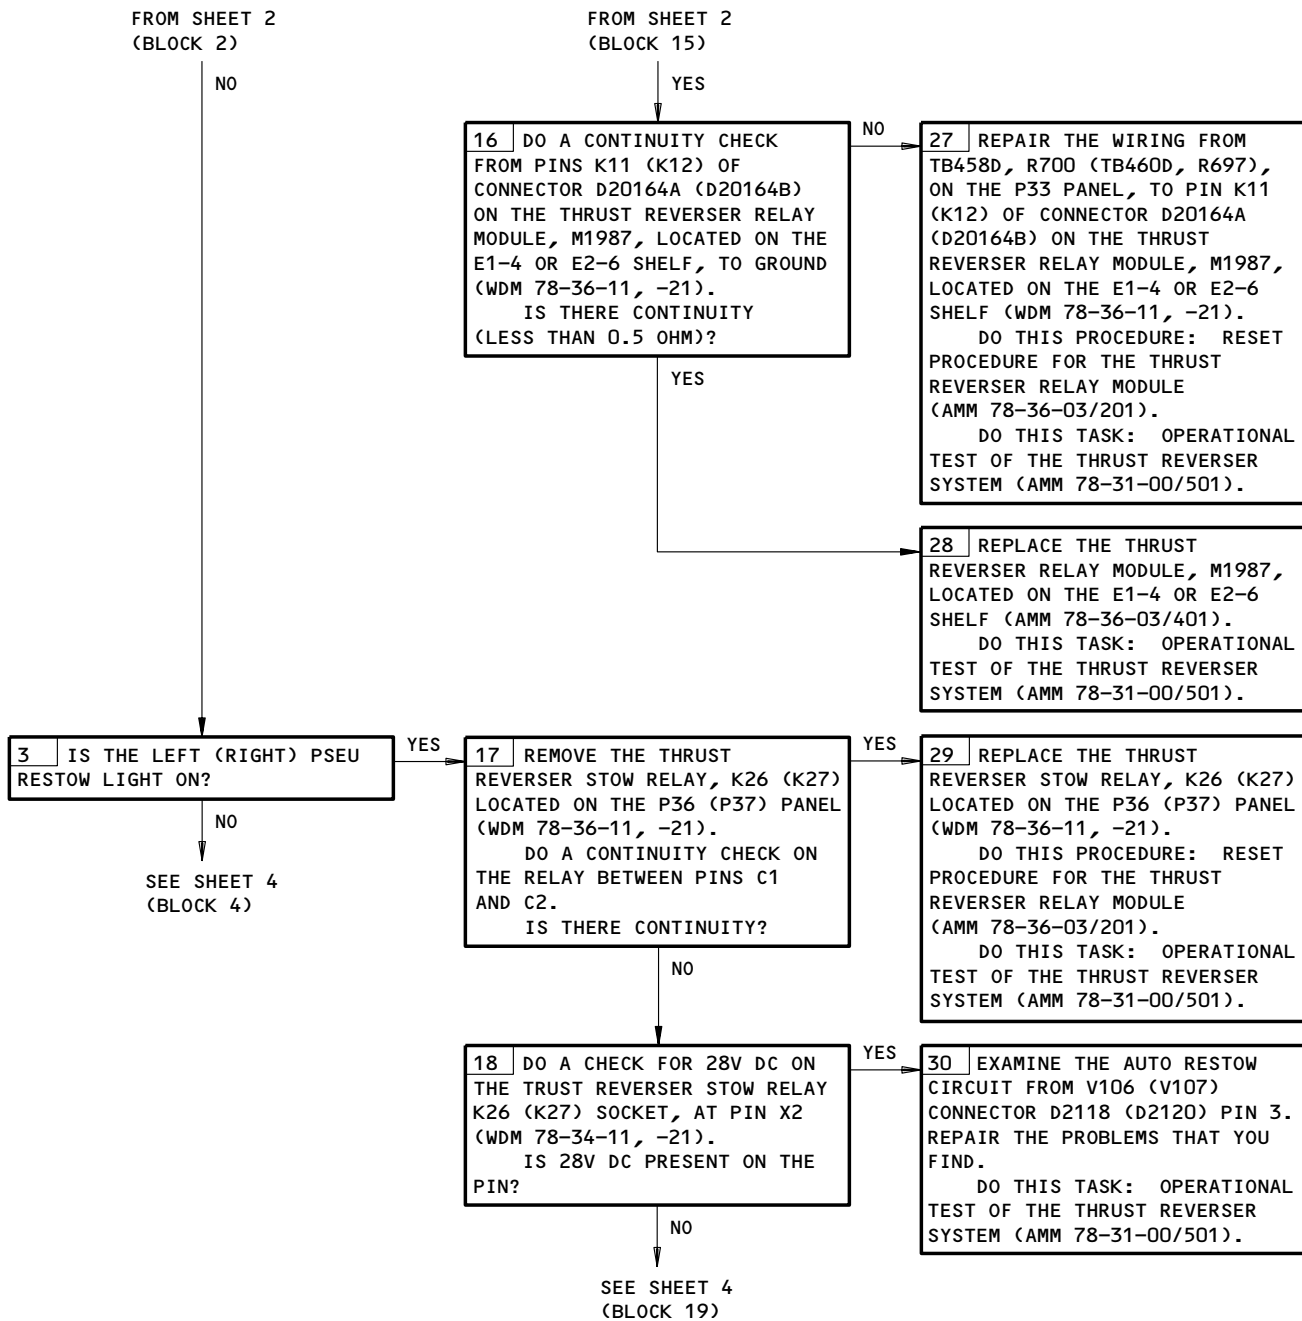 FROM SHEET 2
(BLOCK 2)
NO
FROM SHEET 2
(BLOCK 15)
YES
16 DO A CONTINUITY CHECK
FROM PINS K11 (K12) OF
CONNECTOR D20164A (D20164B)
ON THE THRUST REVERSER RELAY
MODULE, M1987, LOCATED ON THE
E1-4 OR E2-6 SHELF, TO GROUND
(WDM 78-36-11, -21).
IS THERE CONTINUITY
(LESS THAN 0.5 OHM)?
NO
YES
27 REPAIR THE WIRING FROM
TB458D, R700 (TB460D, R697),
ON THE P33 PANEL, TO PIN K11
(K12) OF CONNECTOR D20164A
(D20164B) ON THE THRUST
REVERSER RELAY MODULE, M1987,
LOCATED ON THE E1-4 OR E2-6
SHELF (WDM 78-36-11, -21).
DO THIS PROCEDURE: RESET
PROCEDURE FOR THE THRUST
REVERSER RELAY MODULE
(AMM 78-36-03/201).
DO THIS TASK: OPERATIONAL
TEST OF THE THRUST REVERSER
SYSTEM (AMM 78-31-00/501).
28 REPLACE THE THRUST
REVERSER RELAY MODULE, M1987,
LOCATED ON THE E1-4 OR E2-6
SHELF (AMM 78-36-03/401).
DO THIS TASK: OPERATIONAL
TEST OF THE THRUST REVERSER
SYSTEM (AMM 78-31-00/501).
3 IS THE LEFT (RIGHT) PSEU
RESTOW LIGHT ON?
YES
NO
SEE SHEET 4
(BLOCK 4)
17 REMOVE THE THRUST
REVERSER STOW RELAY, K26 (K27)
LOCATED ON THE P36 (P37) PANEL
(WDM 78-36-11, -21).
DO A CONTINUITY CHECK ON
THE RELAY BETWEEN PINS C1
AND C2.
IS THERE CONTINUITY?
YES
NO
29 REPLACE THE THRUST
REVERSER STOW RELAY, K26 (K27)
LOCATED ON THE P36 (P37) PANEL
(WDM 78-36-11, -21).
DO THIS PROCEDURE: RESET
PROCEDURE FOR THE THRUST
REVERSER RELAY MODULE
(AMM 78-36-03/201).
DO THIS TASK: OPERATIONAL
TEST OF THE THRUST REVERSER
SYSTEM (AMM 78-31-00/501).
18 DO A CHECK FOR 28V DC ON
THE TRUST REVERSER STOW RELAY
K26 (K27) SOCKET, AT PIN X2
(WDM 78-34-11, -21).
IS 28V DC PRESENT ON THE
PIN?
YES
NO
SEE SHEET 4
(BLOCK 19)
30 EXAMINE THE AUTO RESTOW
CIRCUIT FROM V106 (V107)
CONNECTOR D2118 (D2120) PIN 3.
REPAIR THE PROBLEMS THAT YOU
FIND.
DO THIS TASK: OPERATIONAL
TEST OF THE THRUST REVERSER
SYSTEM (AMM 78-31-00/501).